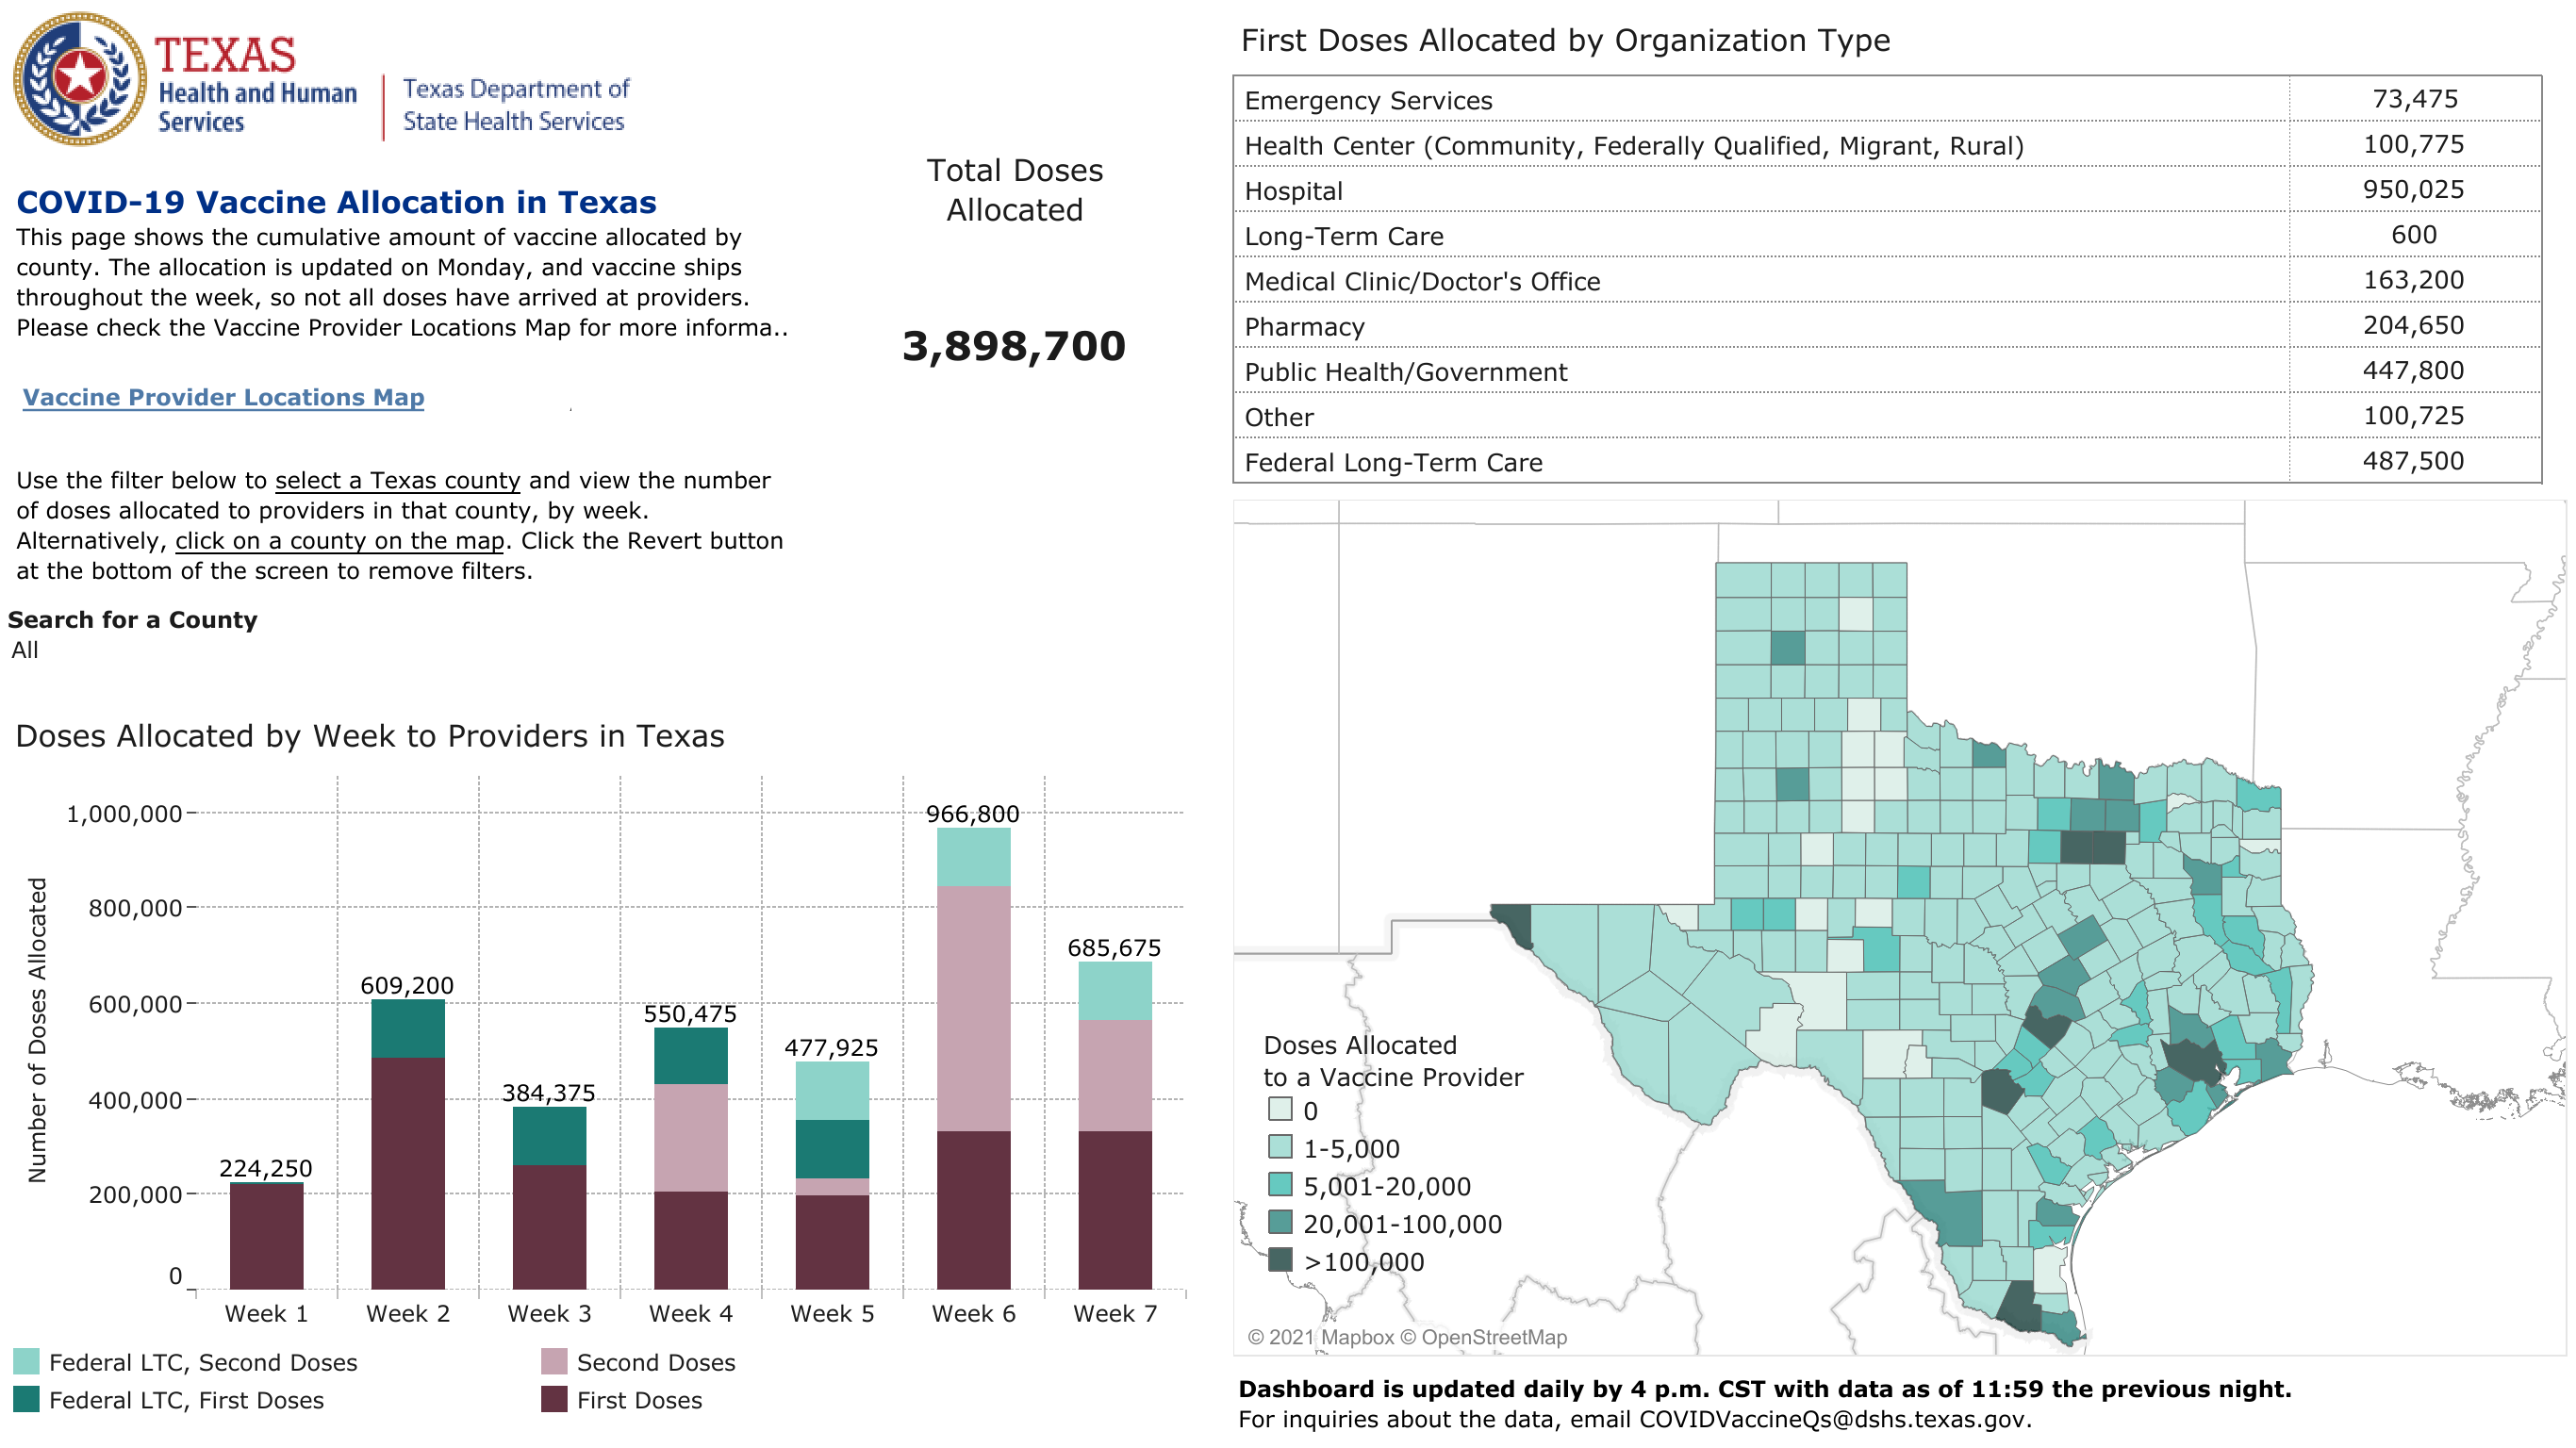 TEXAS
Health and Human
Services
Texas Department of
State Health Services
COVID-19 Vaccine Allocation in Texas
This page shows the cumulative amount of vaccine allocated by
county. The allocation is updated on Monday, and vaccine ships
throughout the week, so not all doses have arrived at providers.
Please check the Vaccine Provider Locations Map for more informa..
Vaccine Provider Locations Map
Total Doses
Allocated
3,898,700
Use the filter below to select a Texas county and view the number
of doses allocated to providers in that county, by week.
Alternatively, click on a county on the map. Click the Revert button
at the bottom of the screen to remove filters.
Search for a County
All
Doses Allocated by Week to Providers in Texas
Number of Doses Allocated
1,000,000
800,000
600,000
400,000
200,000
0
224,250
609,200
384,375
550,475
477,925
966,800
685,675
Week 1
Week 2
Week 3
Week 4
Week 5
Week 6
Week 7
Federal LTC, Second Doses
Second Doses
Federal LTC, First Doses
First Doses
First Doses Allocated by Organization Type
Emergency Services 73,475
Health Center (Community, Federally Qualified, Migrant, Rural) 100,775
Hospital 950,025
Long-Term Care 600
Medical Clinic/Doctor's Office 163,200
Pharmacy 204,650
Public Health/Government 447,800
Other 100,725
Federal Long-Term Care 487,500
Doses Allocated
to a Vaccine Provider
0
1-5,000
5,001-20,000
20,001-100,000
>100,000
© 2021 Mapbox © OpenStreetMap
Dashboard is updated daily by 4 p.m. CST with data as of 11:59 the previous night.
For inquiries about the data, email COVIDVaccineQs@dshs.texas.gov.